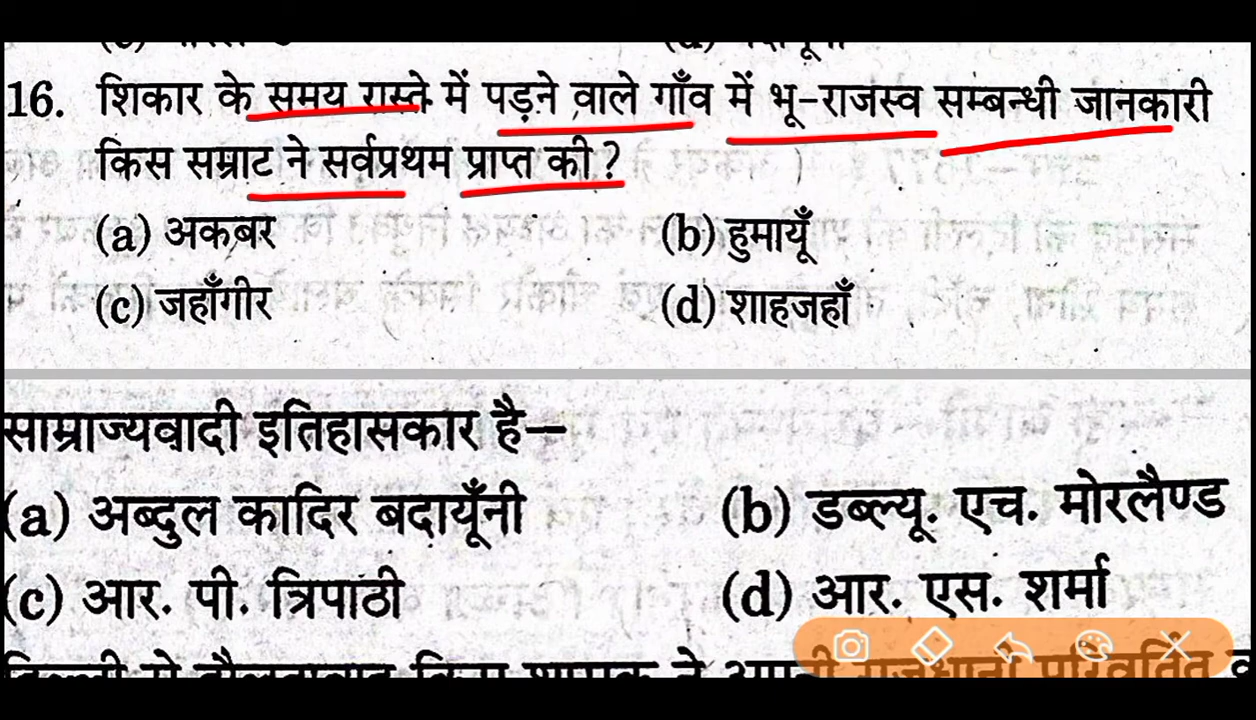 16. शिकार के समय रास्ते में पड़ने वाले गाँव में भू-राजस्व सम्बन्धी जानकारी
किस सम्राट ने सर्वप्रथम प्राप्त की ?
(a) अकबर (b) हुमायूँ
(c) जहाँगीर (d) शाहजहाँ
साम्राज्यवादी इतिहासकार है—
(a) अब्दुल कादिर बदायूँनी (b) डब्ल्यू. एच. मोरलैण्ड
(c) आर. पी. त्रिपाठी (d) आर. एस. शर्मा